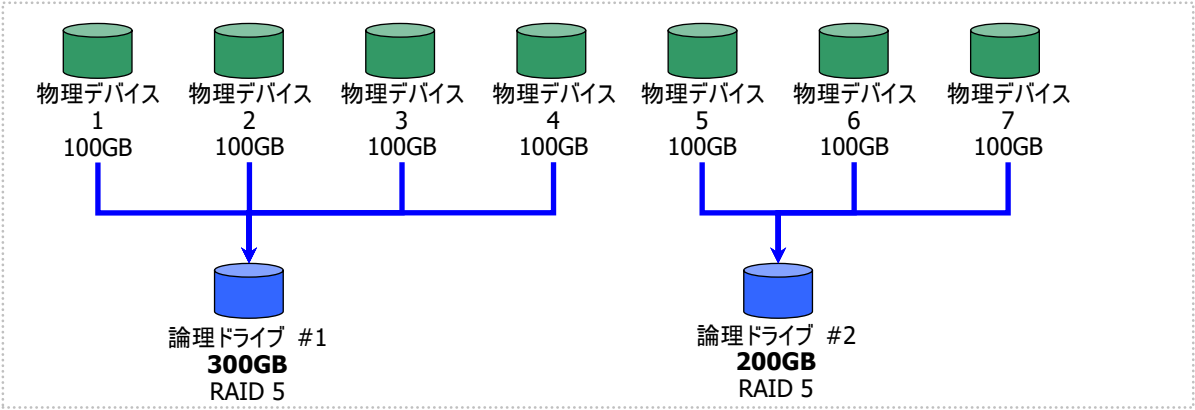 物理デバイス 物理デバイス 物理デバイス 物理デバイス 物理デバイス 物理デバイス 物理デバイス
1 2 3 4 5 6 7
100GB 100GB 100GB 100GB 100GB 100GB 100GB
論理ドライブ #1 論理ドライブ #2
300GB 200GB
RAID 5 RAID 5